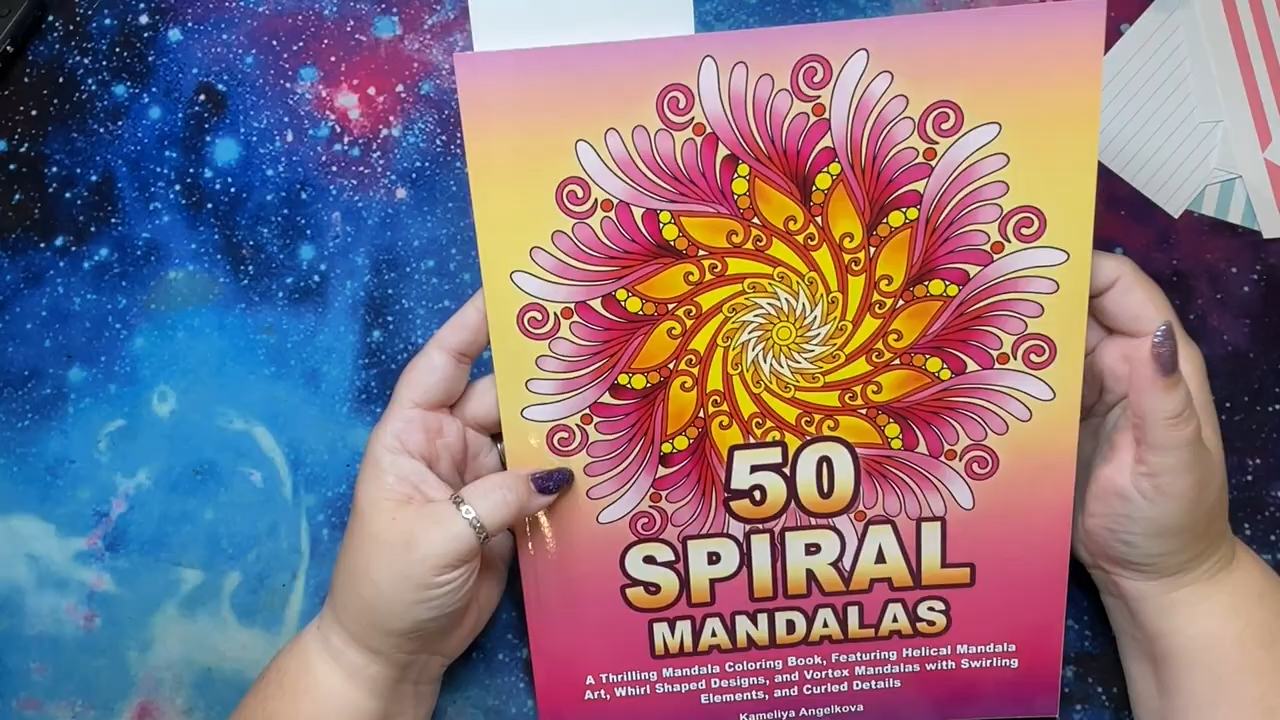 50
SPIRAL
MANDALAS
A Thrilling Mandala Coloring Book, Featuring Helical Mandala
Art, Whirl Shaped Designs, and Vortex Mandalas with Swirling
Elements, and Curled Details
Kameliya Angelkova